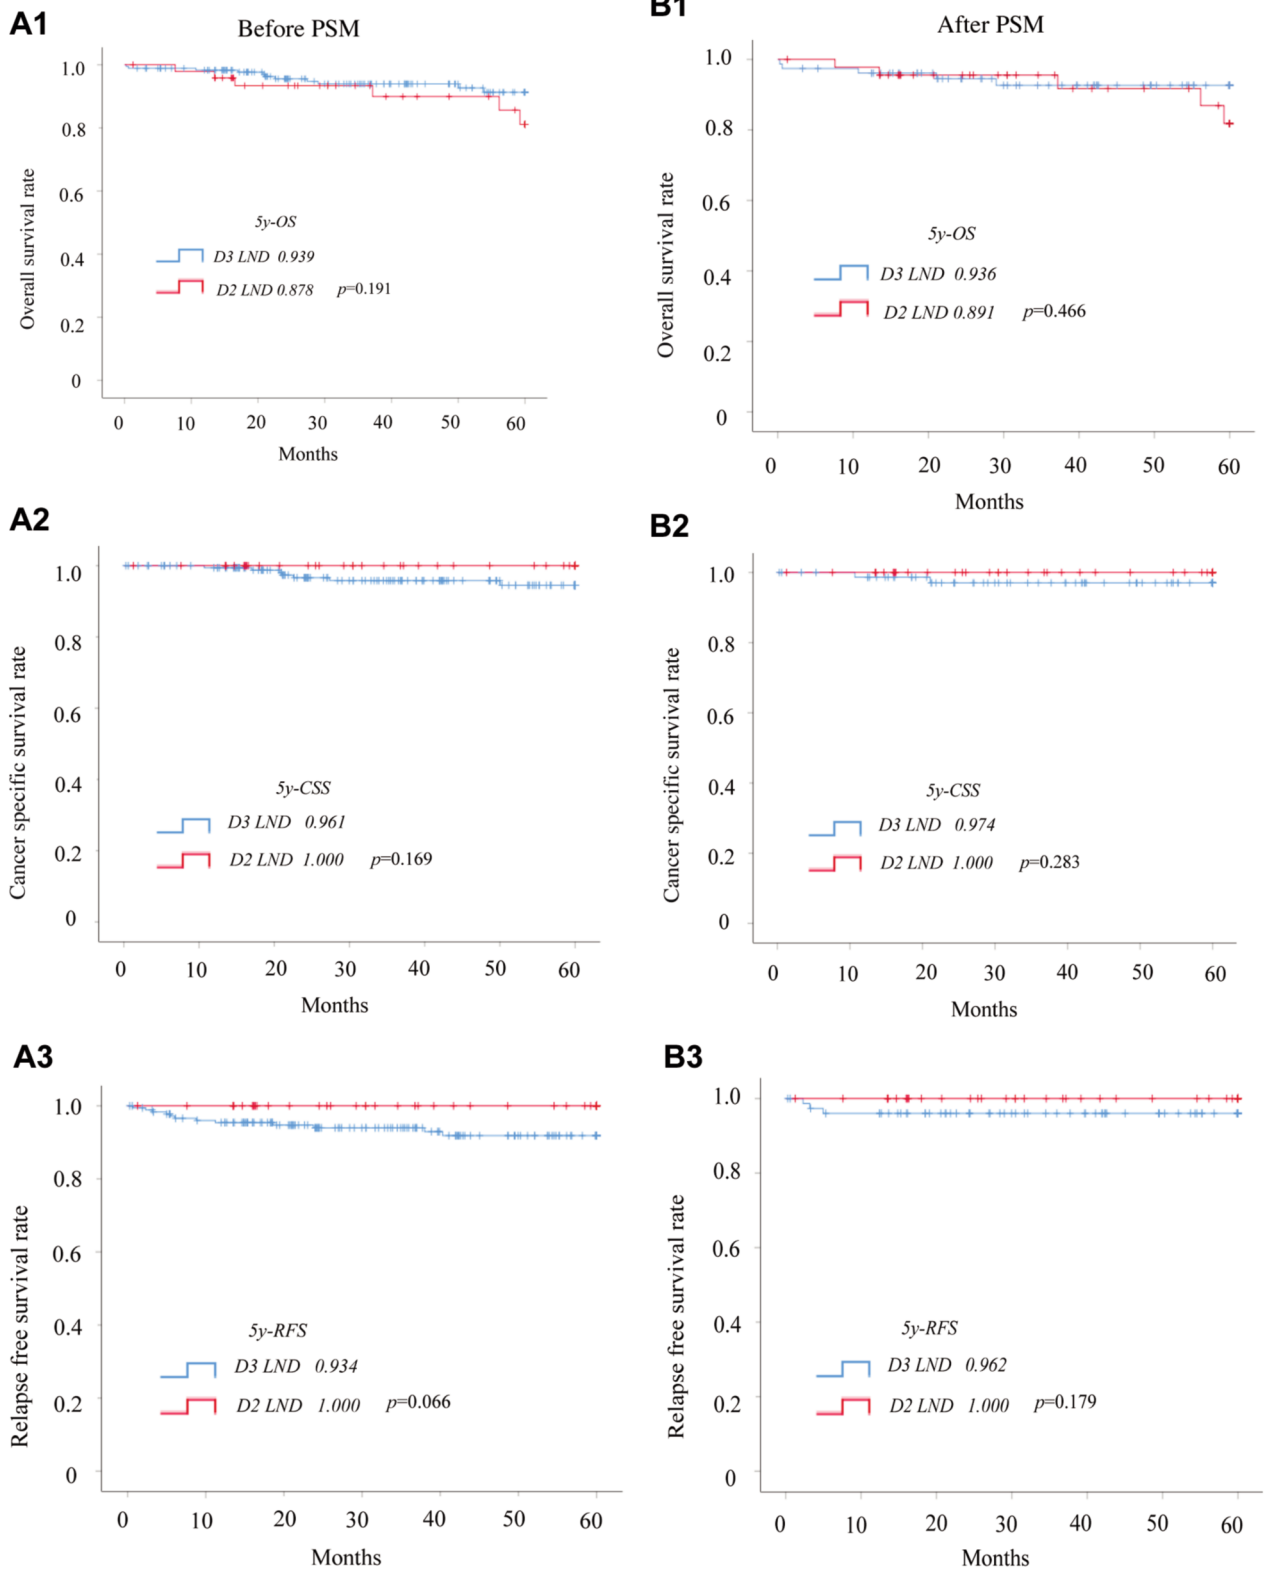 A1
Before PSM
1.0
0.8
0.6
0.4
0.2
0
Overall survival rate
5y-OS
D3 LND 0.939
D2 LND 0.878 p=0.191
0 10 20 30 40 50 60
Months
B1
After PSM
1.0
0.8
0.6
0.4
0.2
0
Overall survival rate
5y-OS
D3 LND 0.936
D2 LND 0.891 p=0.466
0 10 20 30 40 50 60
Months
A2
1.0
0.8
0.6
0.4
0.2
0
Cancer specific survival rate
5y-CSS
D3 LND 0.961
D2 LND 1.000 p=0.169
0 10 20 30 40 50 60
Months
B2
1.0
0.8
0.6
0.4
0.2
0
Cancer specific survival rate
5y-CSS
D3 LND 0.974
D2 LND 1.000 p=0.283
0 10 20 30 40 50 60
Months
A3
1.0
0.8
0.6
0.4
0.2
0
Relapse free survival rate
5y-RFS
D3 LND 0.934
D2 LND 1.000 p=0.066
0 10 20 30 40 50 60
Months
B3
1.0
0.8
0.6
0.4
0.2
0
Relapse free survival rate
5y-RFS
D3 LND 0.962
D2 LND 1.000 p=0.179
0 10 20 30 40 50 60
Months